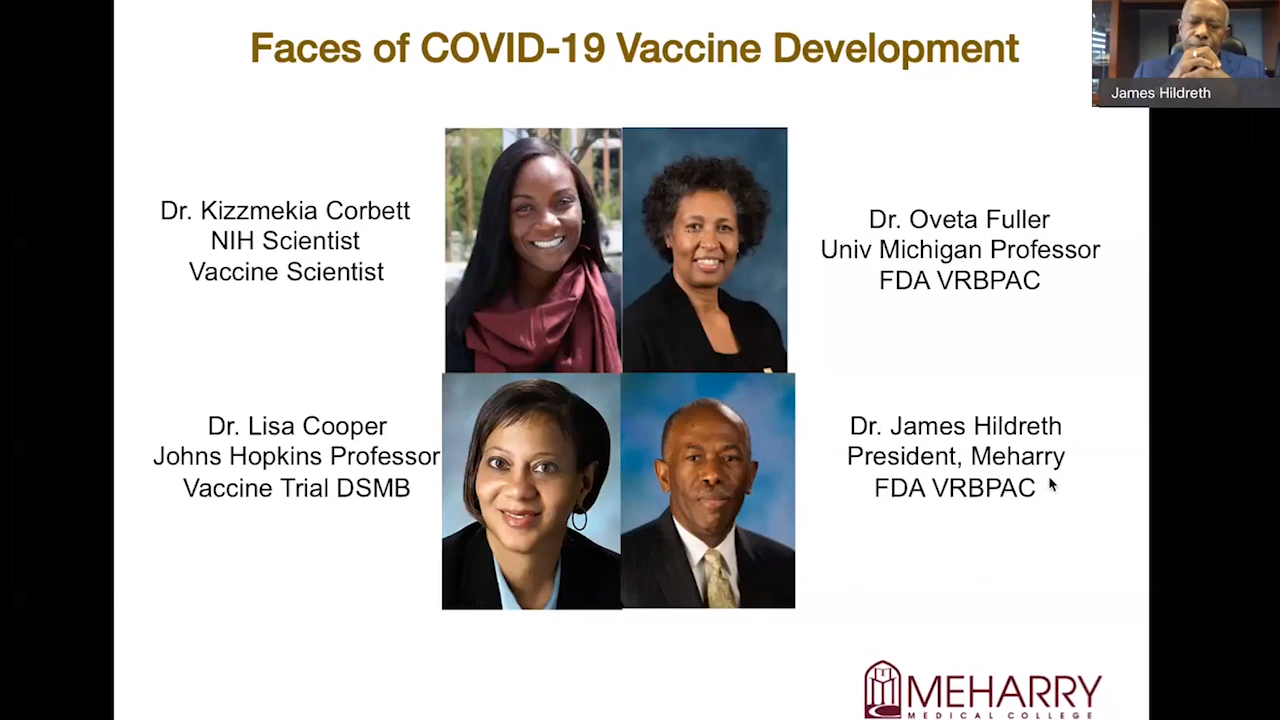 Faces of COVID-19 Vaccine Development
James Hildreth
Dr. Kizzmekia Corbett
NIH Scientist
Vaccine Scientist
Dr. Oveta Fuller
Univ Michigan Professor
FDA VRBPAC
Dr. Lisa Cooper
Johns Hopkins Professor
Vaccine Trial DSMB
Dr. James Hildreth
President, Meharry
FDA VRBPAC
MEHARRY
MEDICAL COLLEGE